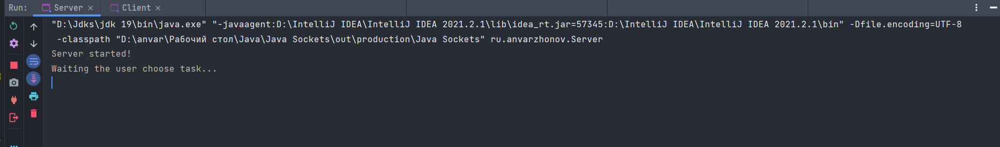 Run: Server Client
"D:\Jdks\jdk 19\bin\java.exe" "-javaagent:D:\IntelliJ IDEA\IntelliJ IDEA 2021.2.1\lib\idea_rt.jar=57345:D:\IntelliJ IDEA\IntelliJ IDEA 2021.2.1\bin" -Dfile.encoding=UTF-8
-classpath "D:\anvar\Рабочий стол\Java\Java Sockets\out\production\Java Sockets" ru.anvarzhonov.Server
Server started!
Waiting the user choose task...